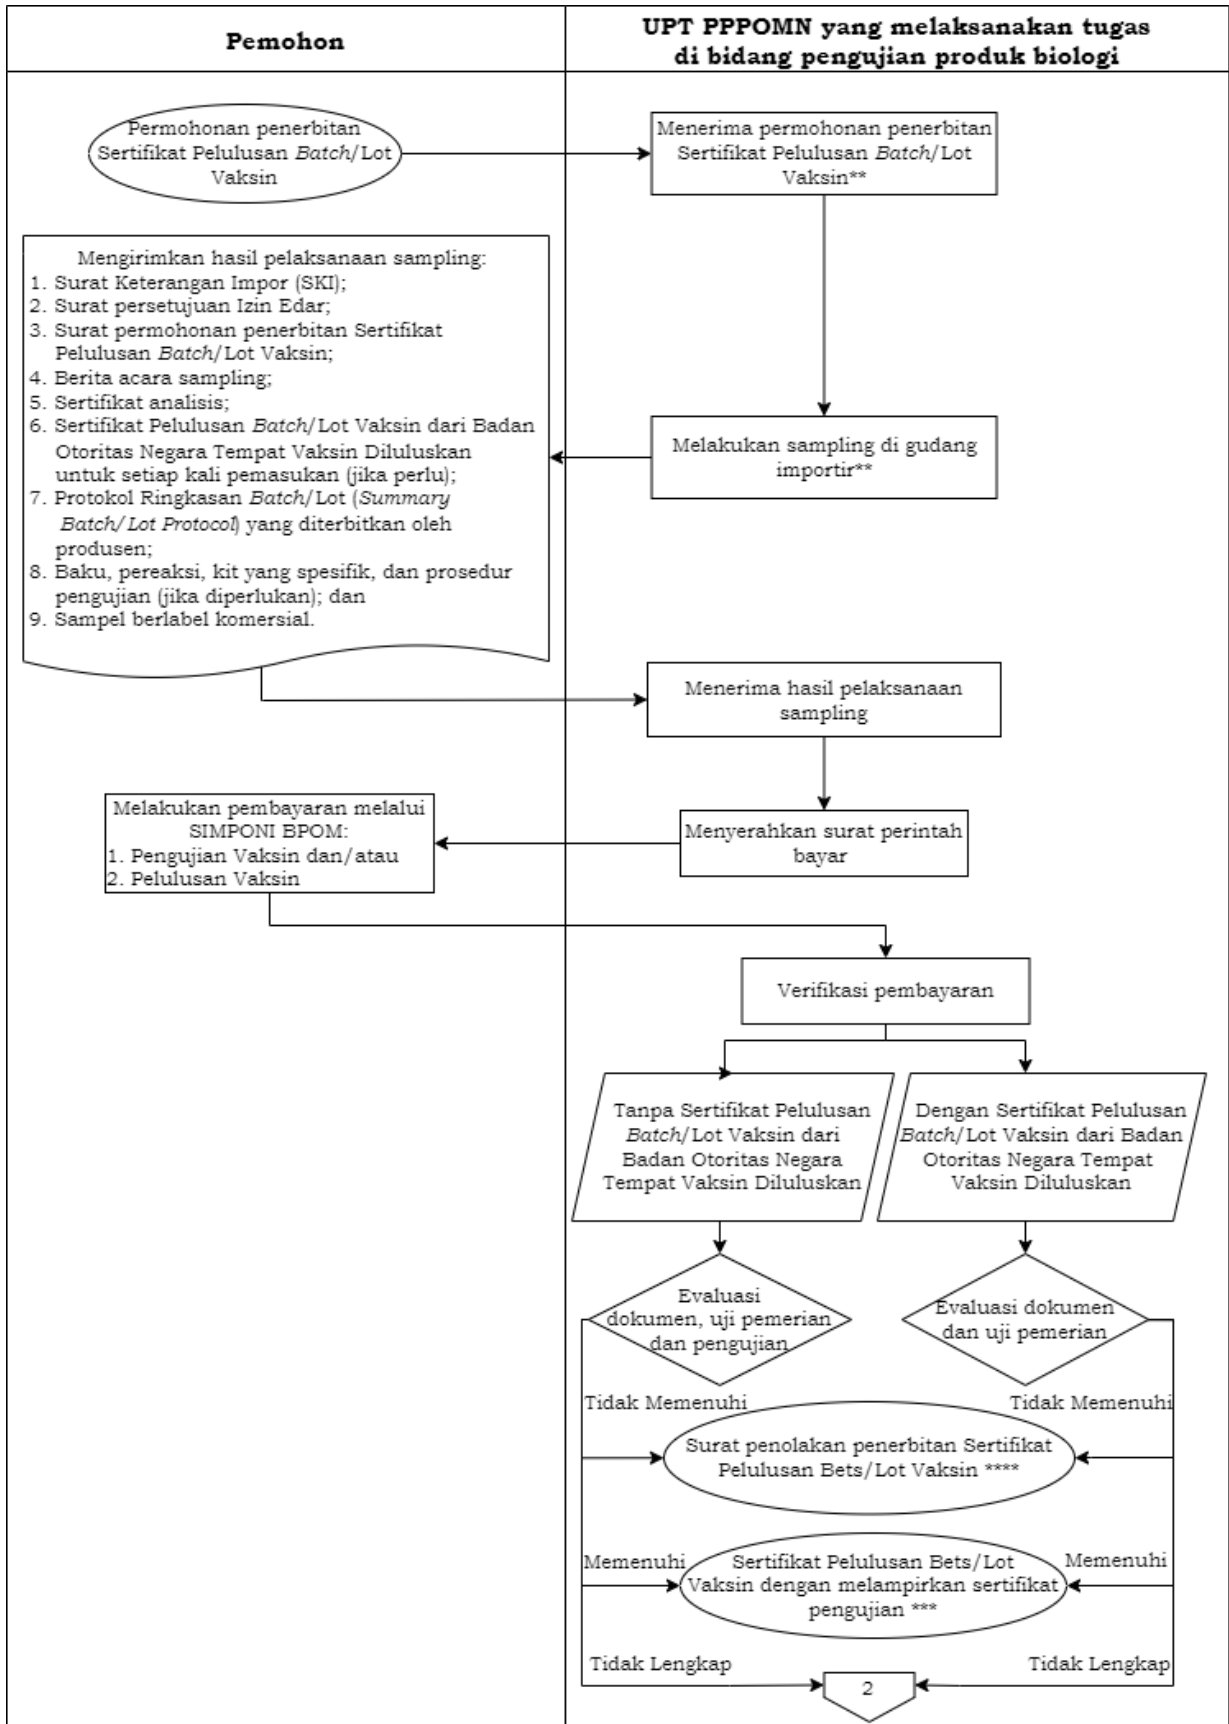 Pemohon
UPT PPPOMN yang melaksanakan tugas
di bidang pengujian produk biologi
Permohonan penerbitan
Sertifikat Pelulusan Batch/Lot
Vaksin
Menerima permohonan penerbitan
Sertifikat Pelulusan Batch/Lot
Vaksin**
Mengirimkan hasil pelaksanaan sampling:
1. Surat Keterangan Impor (SKI);
2. Surat persetujuan Izin Edar;
3. Surat permohonan penerbitan Sertifikat
Pelulusan Batch/Lot Vaksin;
4. Berita acara sampling;
5. Sertifikat analisis;
6. Sertifikat Pelulusan Batch/Lot Vaksin dari Badan
Otoritas Negara Tempat Vaksin Diluluskan
untuk setiap kali pemasukan (jika perlu);
7. Protokol Ringkasan Batch/Lot (Summary
Batch/Lot Protocol) yang diterbitkan oleh
produsen;
8. Baku, pereaksi, kit yang spesifik, dan prosedur
pengujian (jika diperlukan); dan
9. Sampel berlabel komersial.
Melakukan sampling di gudang
importir**
Menerima hasil pelaksanaan
sampling
Menyerahkan surat perintah
bayar
Melakukan pembayaran melalui
SIMPONI BPOM:
1. Pengujian Vaksin dan/atau
2. Pelulusan Vaksin
Verifikasi pembayaran
Tanpa Sertifikat Pelulusan
Batch/Lot Vaksin dari
Badan Otoritas Negara
Tempat Vaksin Diluluskan
Dengan Sertifikat Pelulusan
Batch/Lot Vaksin dari Badan
Otoritas Negara Tempat
Vaksin Diluluskan
Evaluasi
dokumen, uji pemerian
dan pengujian
Evaluasi dokumen
dan uji pemerian
Tidak Memenuhi
Tidak Memenuhi
Surat penolakan penerbitan Sertifikat
Pelulusan Bets/Lot Vaksin ****
Memenuhi
Sertifikat Pelulusan Bets/Lot
Vaksin dengan melampirkan sertifikat
pengujian ***
Memenuhi
Tidak Lengkap
Tidak Lengkap
2